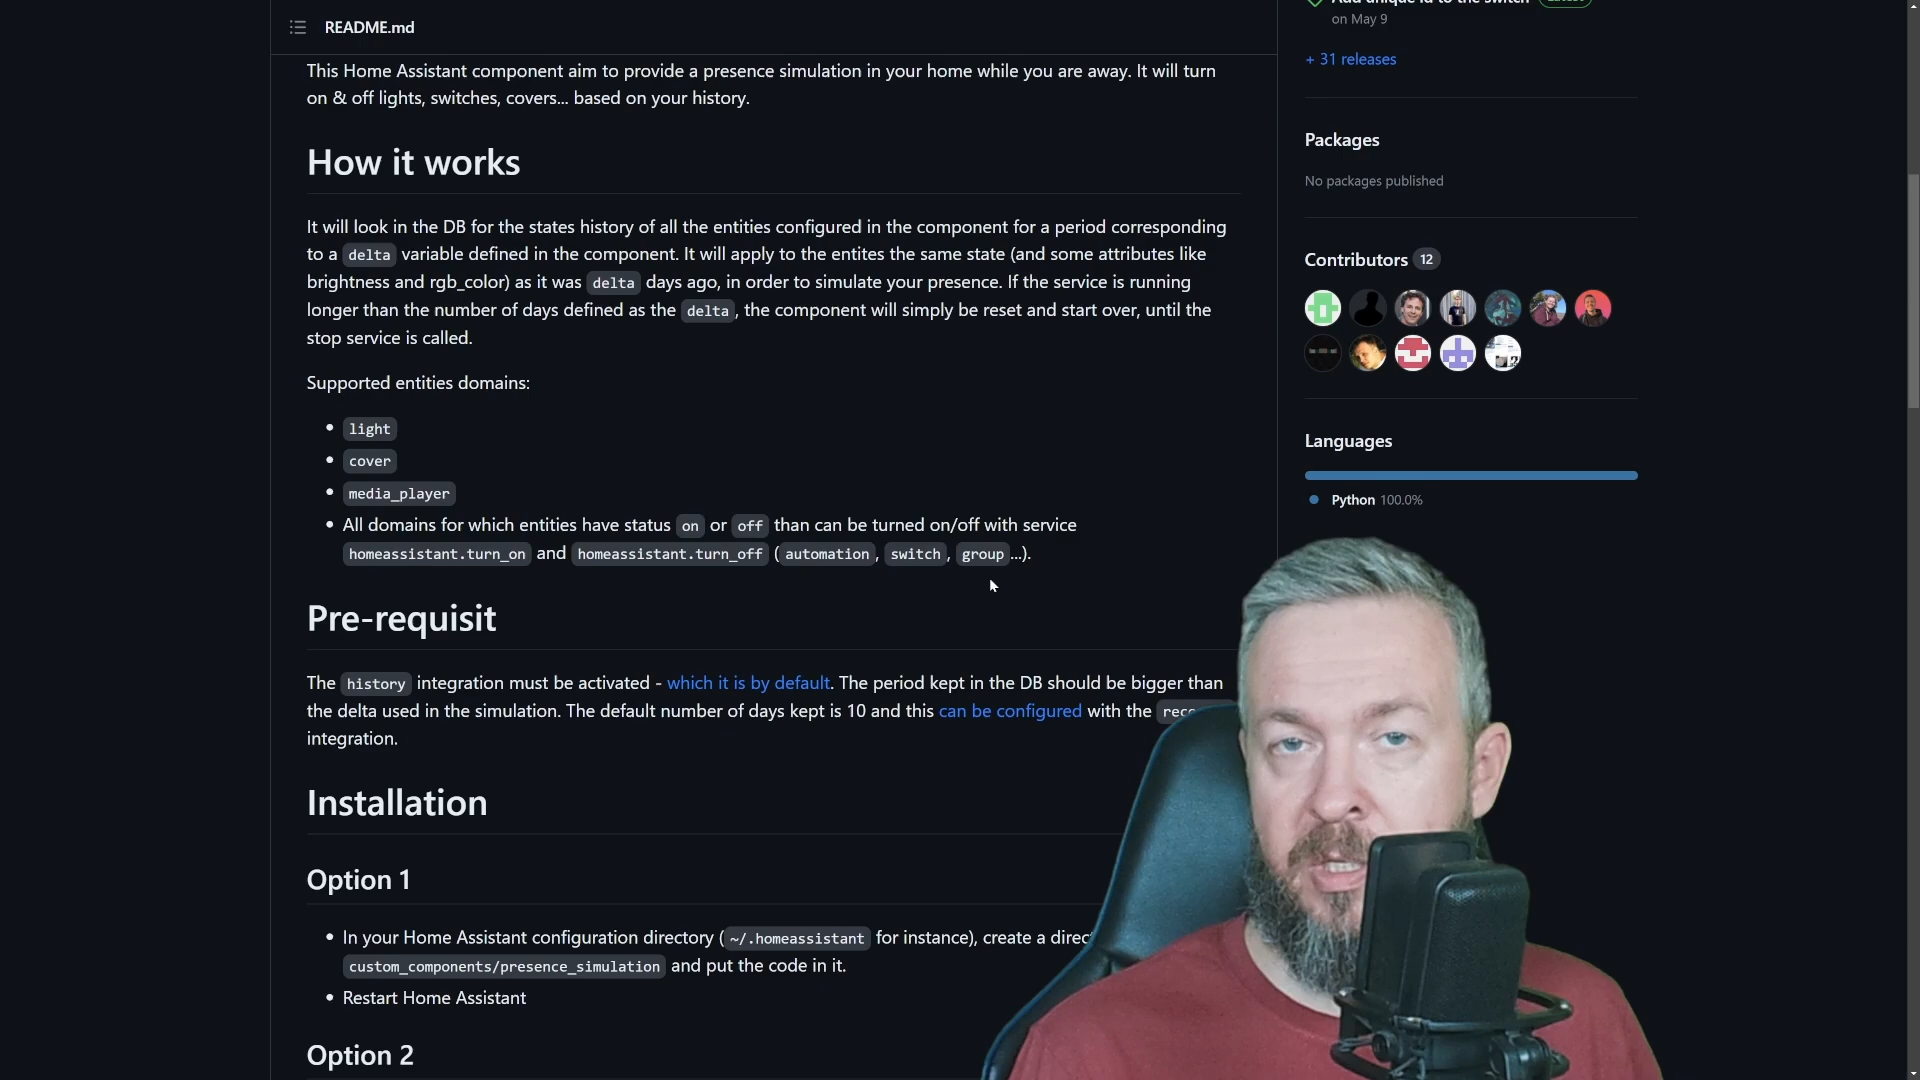 README.md
This Home Assistant component aim to provide a presence simulation in your home while you are away. It will turn
on & off lights, switches, covers... based on your history.
How it works
It will look in the DB for the states history of all the entities configured in the component for a period corresponding
to a delta variable defined in the component. It will apply to the entites the same state (and some attributes like
brightness and rgb_color) as it was delta days ago, in order to simulate your presence. If the service is running
longer than the number of days defined as the delta , the component will simply be reset and start over, until the
stop service is called.
Supported entities domains:
• light
• cover
• media_player
• All domains for which entities have status on or off than can be turned on/off with service
homeassistant.turn_on and homeassistant.turn_off ( automation , switch , group ...).
Pre-requisit
The history integration must be activated - which it is by default. The period kept in the DB should be bigger than
the delta used in the simulation. The default number of days kept is 10 and this can be configured with the
integration.
Installation
Option 1
• In your Home Assistant configuration directory ( ~/.homeassistant for instance), create a
custom_components/presence_simulation and put the code in it.
• Restart Home Assistant
Option 2
Add unique id to the switch
on May 9
+ 31 releases
Packages
No packages published
Contributors 12
Languages
Python 100.0%